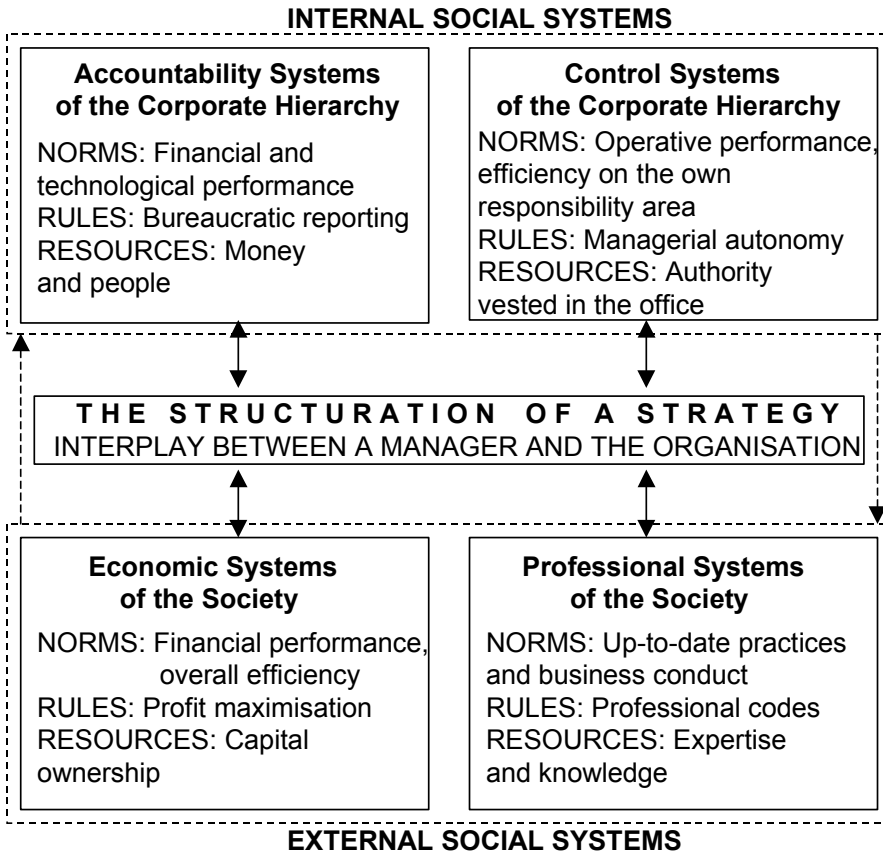 INTERNAL SOCIAL SYSTEMS
Accountability Systems
of the Corporate Hierarchy
NORMS: Financial and
technological performance
RULES: Bureaucratic reporting
RESOURCES: Money
and people
Control Systems
of the Corporate Hierarchy
NORMS: Operative performance,
efficiency on the own
responsibility area
RULES: Managerial autonomy
RESOURCES: Authority
vested in the office
THE STRUCTURATION OF A STRATEGY
INTERPLAY BETWEEN A MANAGER AND THE ORGANISATION
Economic Systems
of the Society
NORMS: Financial performance,
overall efficiency
RULES: Profit maximisation
RESOURCES: Capital
ownership
Professional Systems
of the Society
NORMS: Up-to-date practices
and business conduct
RULES: Professional codes
RESOURCES: Expertise
and knowledge
EXTERNAL SOCIAL SYSTEMS